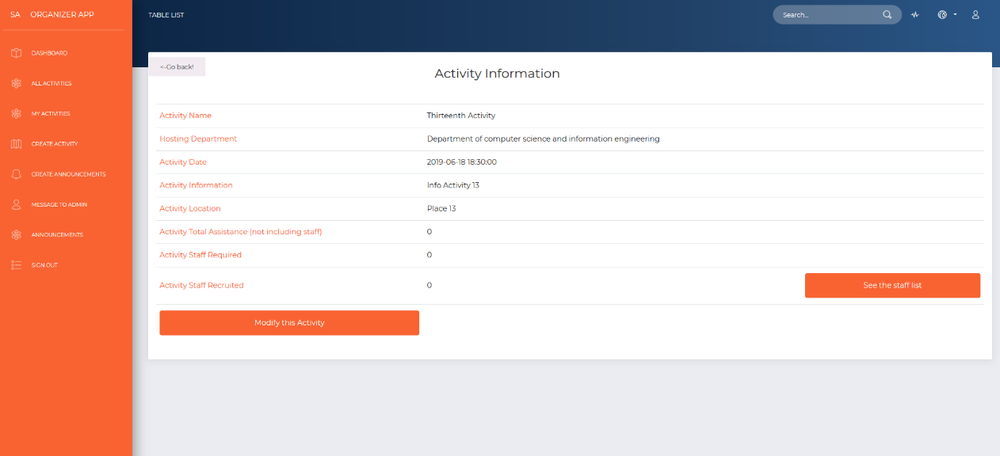 SA ORGANIZER APP
DASHBOARD
ALL ACTIVITIES
MY ACTIVITIES
CREATE ACTIVITY
CREATE ANNOUNCEMENTS
MESSAGE TO ADMIN
ANNOUNCEMENTS
SIGN OUT
TABLE LIST
Search...
<-Go back!
Activity Information
Activity Name Thirteenth Activity
Hosting Department Department of computer science and information engineering
Activity Date 2019-06-18 18:30:00
Activity Information Info Activity 13
Activity Location Place 13
Activity Total Assistance (not including staff) 0
Activity Staff Required 0
Activity Staff Recruited 0 See the staff list
Modify this Activity